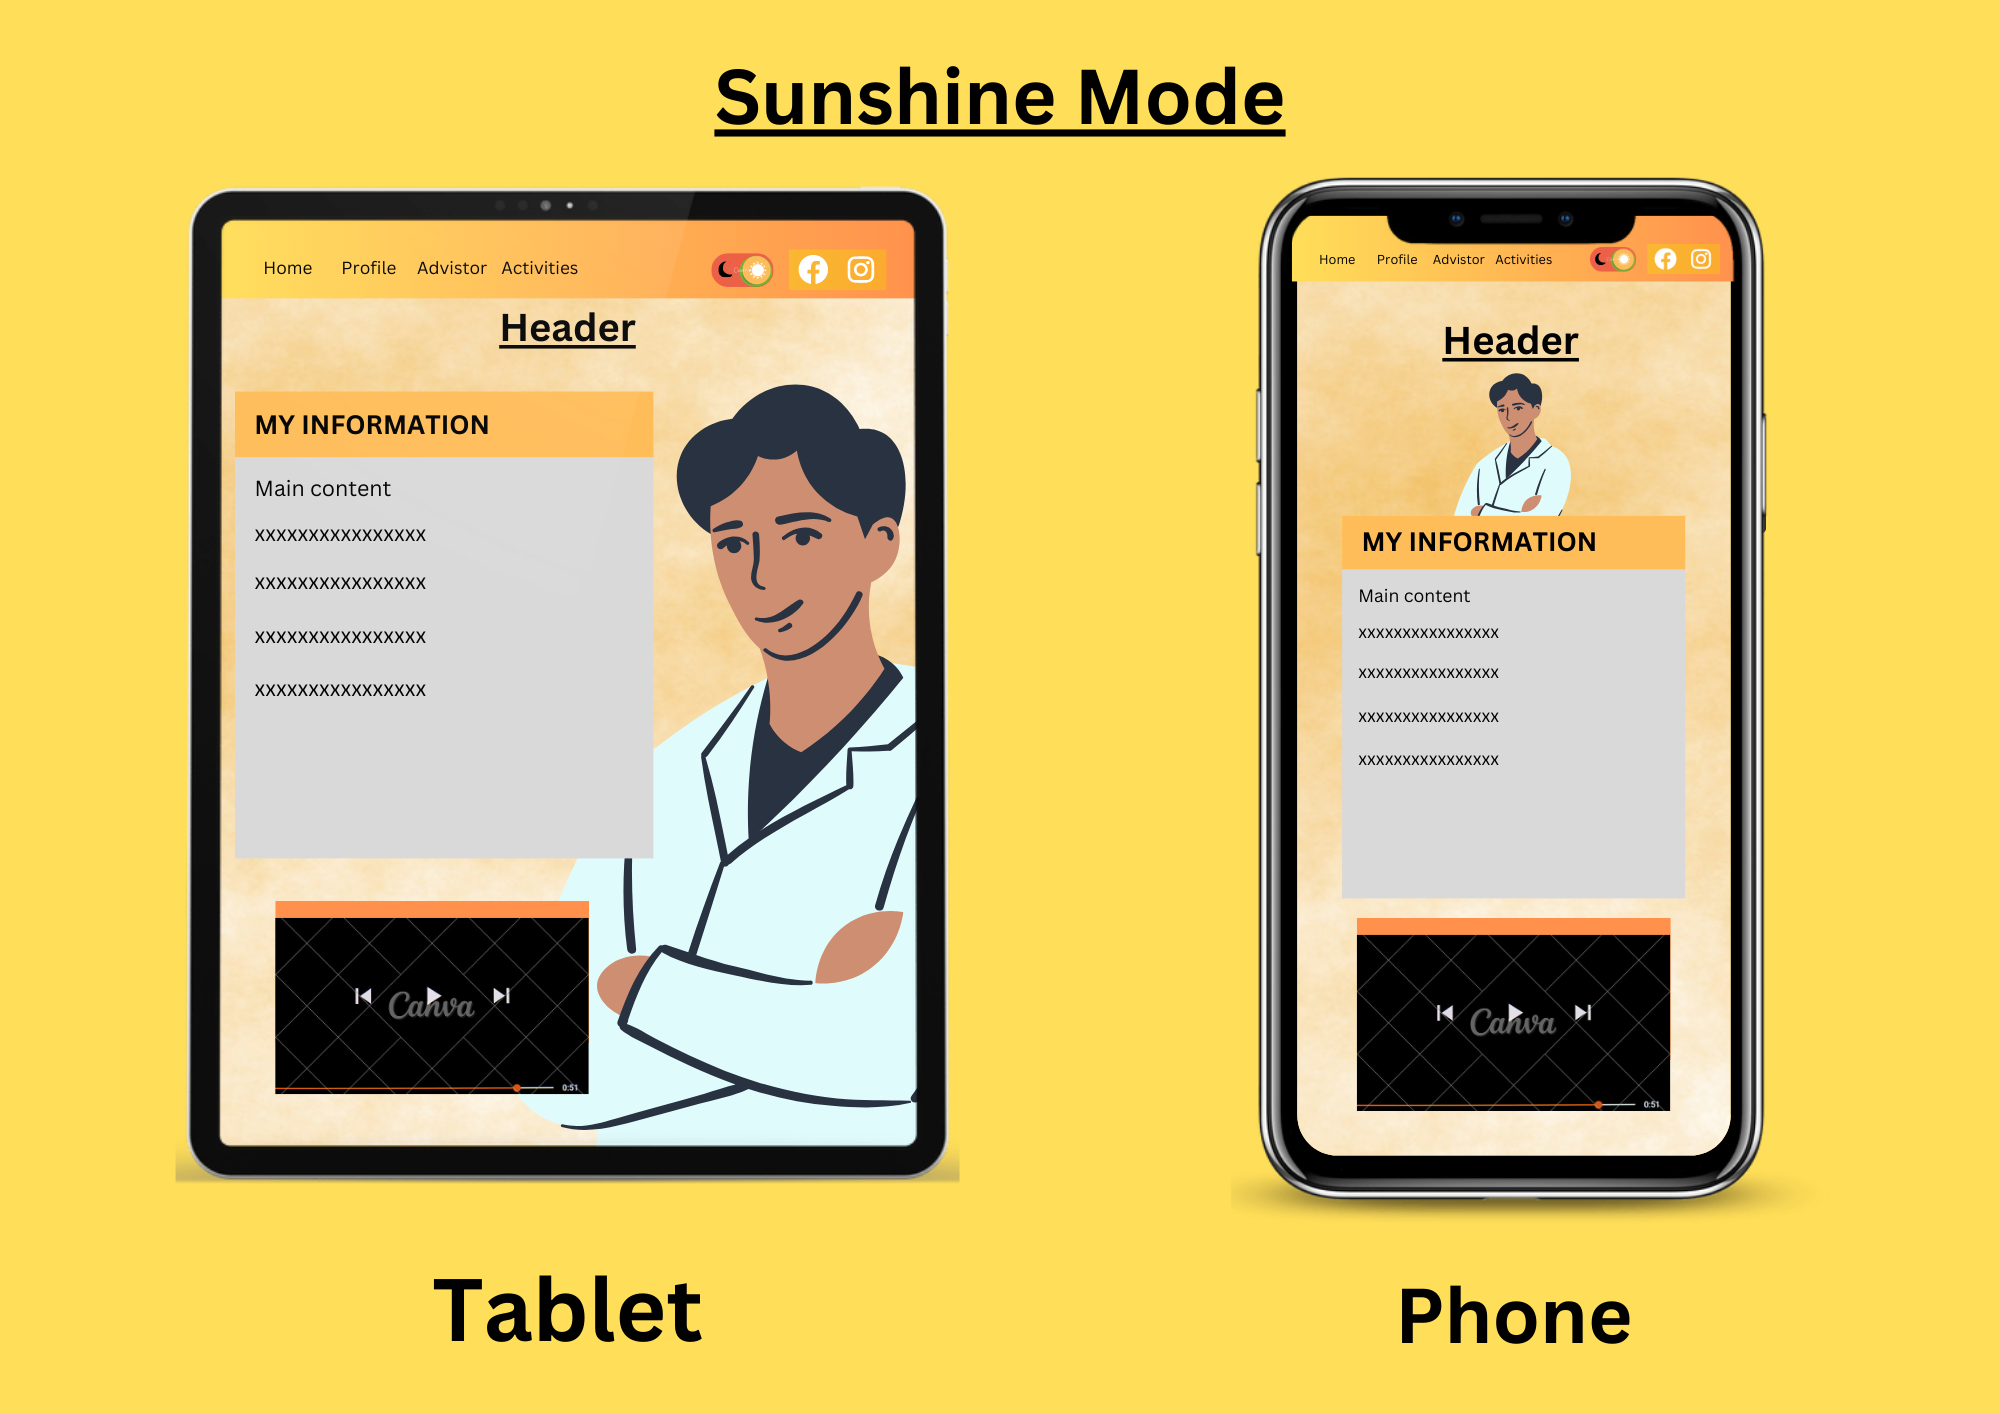 Sunshine Mode
Home Profile Advistor Activities
Header
MY INFORMATION
Main content
xxxxxxxxxxxxxxxx
xxxxxxxxxxxxxxxx
xxxxxxxxxxxxxxxx
xxxxxxxxxxxxxxxx
Canva
0:51
Tablet
Home Profile Advistor Activities
Header
MY INFORMATION
Main content
xxxxxxxxxxxxxxxx
xxxxxxxxxxxxxxxx
xxxxxxxxxxxxxxxx
xxxxxxxxxxxxxxxx
Canva
0:51
Phone